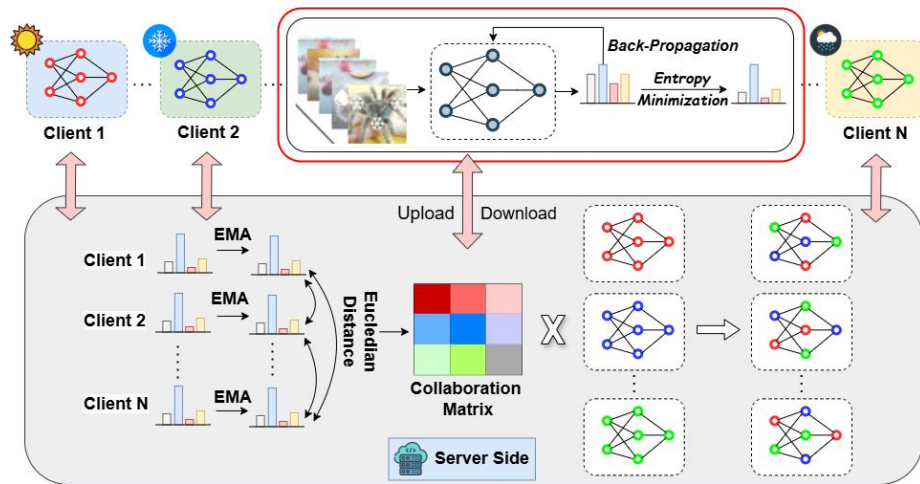 Back-Propagation
Entropy
Minimization
Client 1
Client 2
Client N
Upload
Download
Client 1
EMA
Client 2
EMA
Client N
EMA
Eucledian
Distance
X
Collaboration
Matrix
Server Side